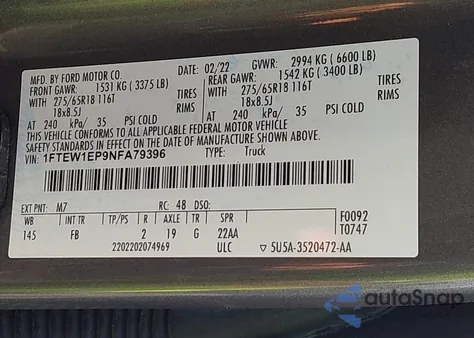 MFD. BY FORD MOTOR CO. DATE: 02/22 GVWR: 2994 KG (6600 LB)
FRONT GAWR: 1531 KG (3375 LB) REAR GAWR: 1542 KG (3400 LB)
WITH 275/65R18 116T TIRES WITH 275/65R18 116T TIRES
18x8.5J RIMS 18x8.5J RIMS
AT 240 kPa/ 35 PSI COLD AT 240 kPa/ 35 PSI COLD
THIS VEHICLE CONFORMS TO ALL APPLICABLE FEDERAL MOTOR VEHICLE
SAFETY STANDARDS IN EFFECT ON THE DATE OF MANUFACTURE SHOWN ABOVE.
VIN: 1FTEW1EP9NFA79396 TYPE: Truck
EXT PNT: M7 RC: 48 DSO: F0092
WB INT TR TP/PS R AXLE TR SPR T0747
145 FB 2 19 G 22AA
2202202074969 ULC ▽ 5U5A-3520472-AA
autoSnap